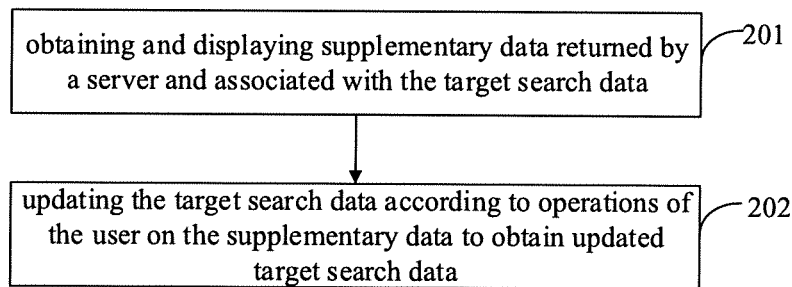 obtaining and displaying supplementary data returned by
a server and associated with the target search data
201
updating the target search data according to operations of
the user on the supplementary data to obtain updated
target search data
202